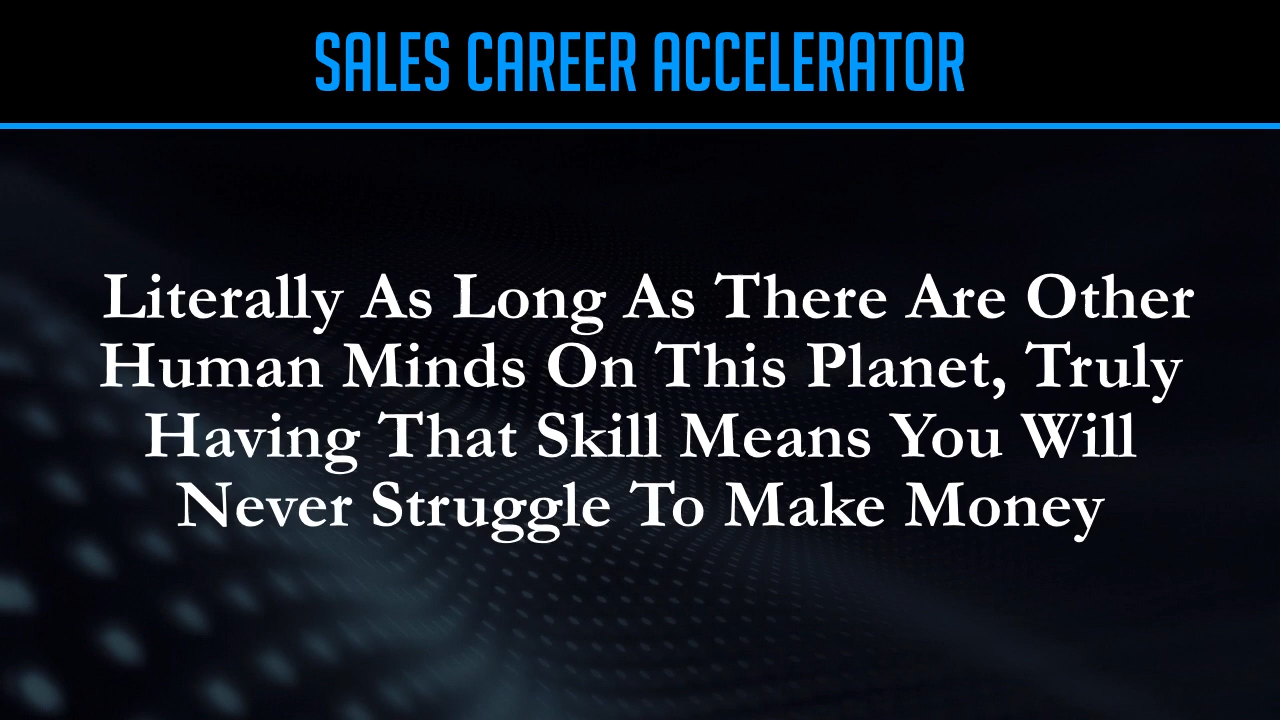 SALES CAREER ACCELERATOR
Literally As Long As There Are Other
Human Minds On This Planet, Truly
Having That Skill Means You Will
Never Struggle To Make Money